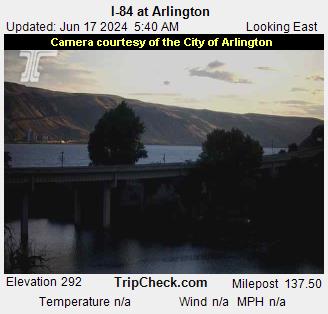 I-84 at Arlington
Updated: Jun 17 2024 5:40 AM Looking East
Camera courtesy of the City of Arlington
Elevation 292 TripCheck.com Milepost 137.50
Temperature n/a Wind n/a MPH n/a